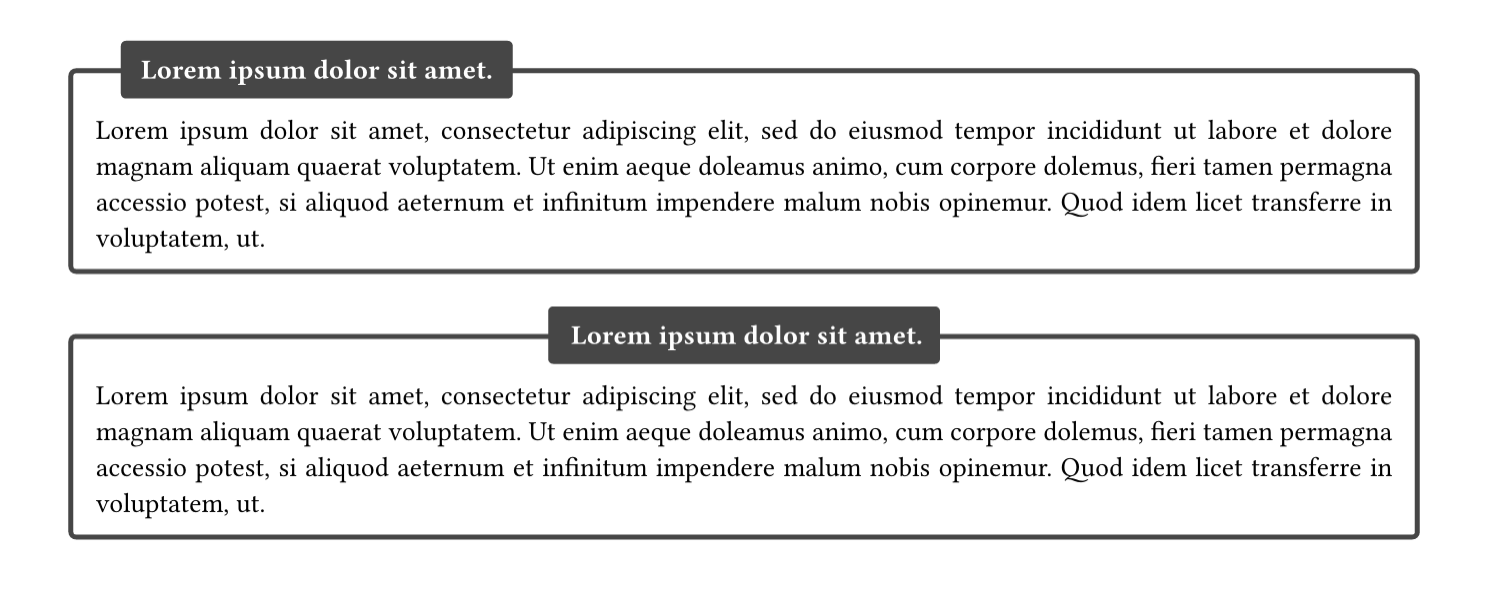 Lorem ipsum dolor sit amet.
Lorem ipsum dolor sit amet, consectetur adipiscing elit, sed do eiusmod tempor incididunt ut labore et dolore
magnam aliquam quaerat voluptatem. Ut enim aeque doleamus animo, cum corpore dolemus, fieri tamen permagna
accessio potest, si aliquod aeternum et infinitum impendere malum nobis opinemur. Quod idem licet transferre in
voluptatem, ut.
Lorem ipsum dolor sit amet.
Lorem ipsum dolor sit amet, consectetur adipiscing elit, sed do eiusmod tempor incididunt ut labore et dolore
magnam aliquam quaerat voluptatem. Ut enim aeque doleamus animo, cum corpore dolemus, fieri tamen permagna
accessio potest, si aliquod aeternum et infinitum impendere malum nobis opinemur. Quod idem licet transferre in
voluptatem, ut.